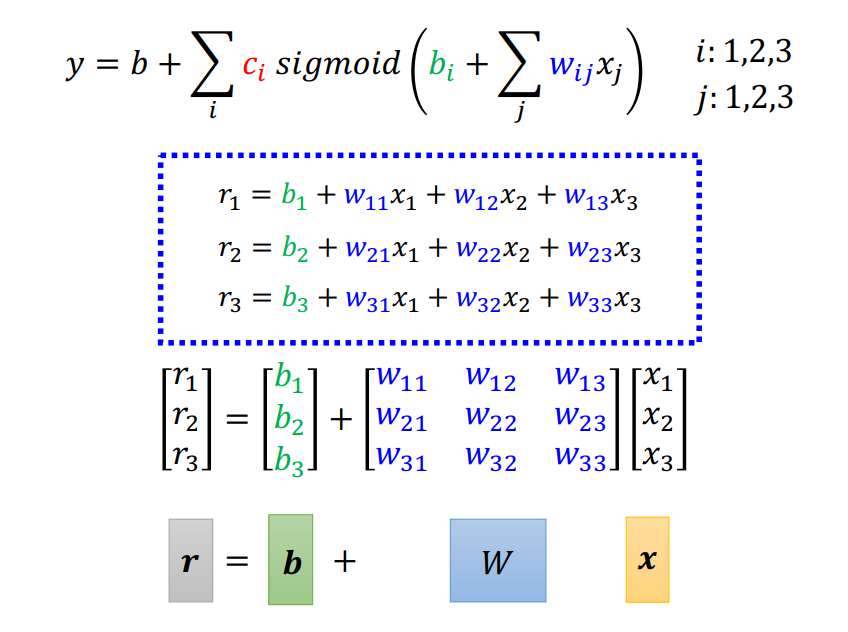 y = b + ∑_i c_i sigmoid ( b_i + ∑_j w_ij x_j ) i: 1,2,3
j: 1,2,3
r_1 = b_1 + w_11 x_1 + w_12 x_2 + w_13 x_3
r_2 = b_2 + w_21 x_1 + w_22 x_2 + w_23 x_3
r_3 = b_3 + w_31 x_1 + w_32 x_2 + w_33 x_3
[r_1] [b_1] [w_11 w_12 w_13] [x_1]
[r_2] = [b_2] + [w_21 w_22 w_23] [x_2]
[r_3] [b_3] [w_31 w_32 w_33] [x_3]
r = b + W x